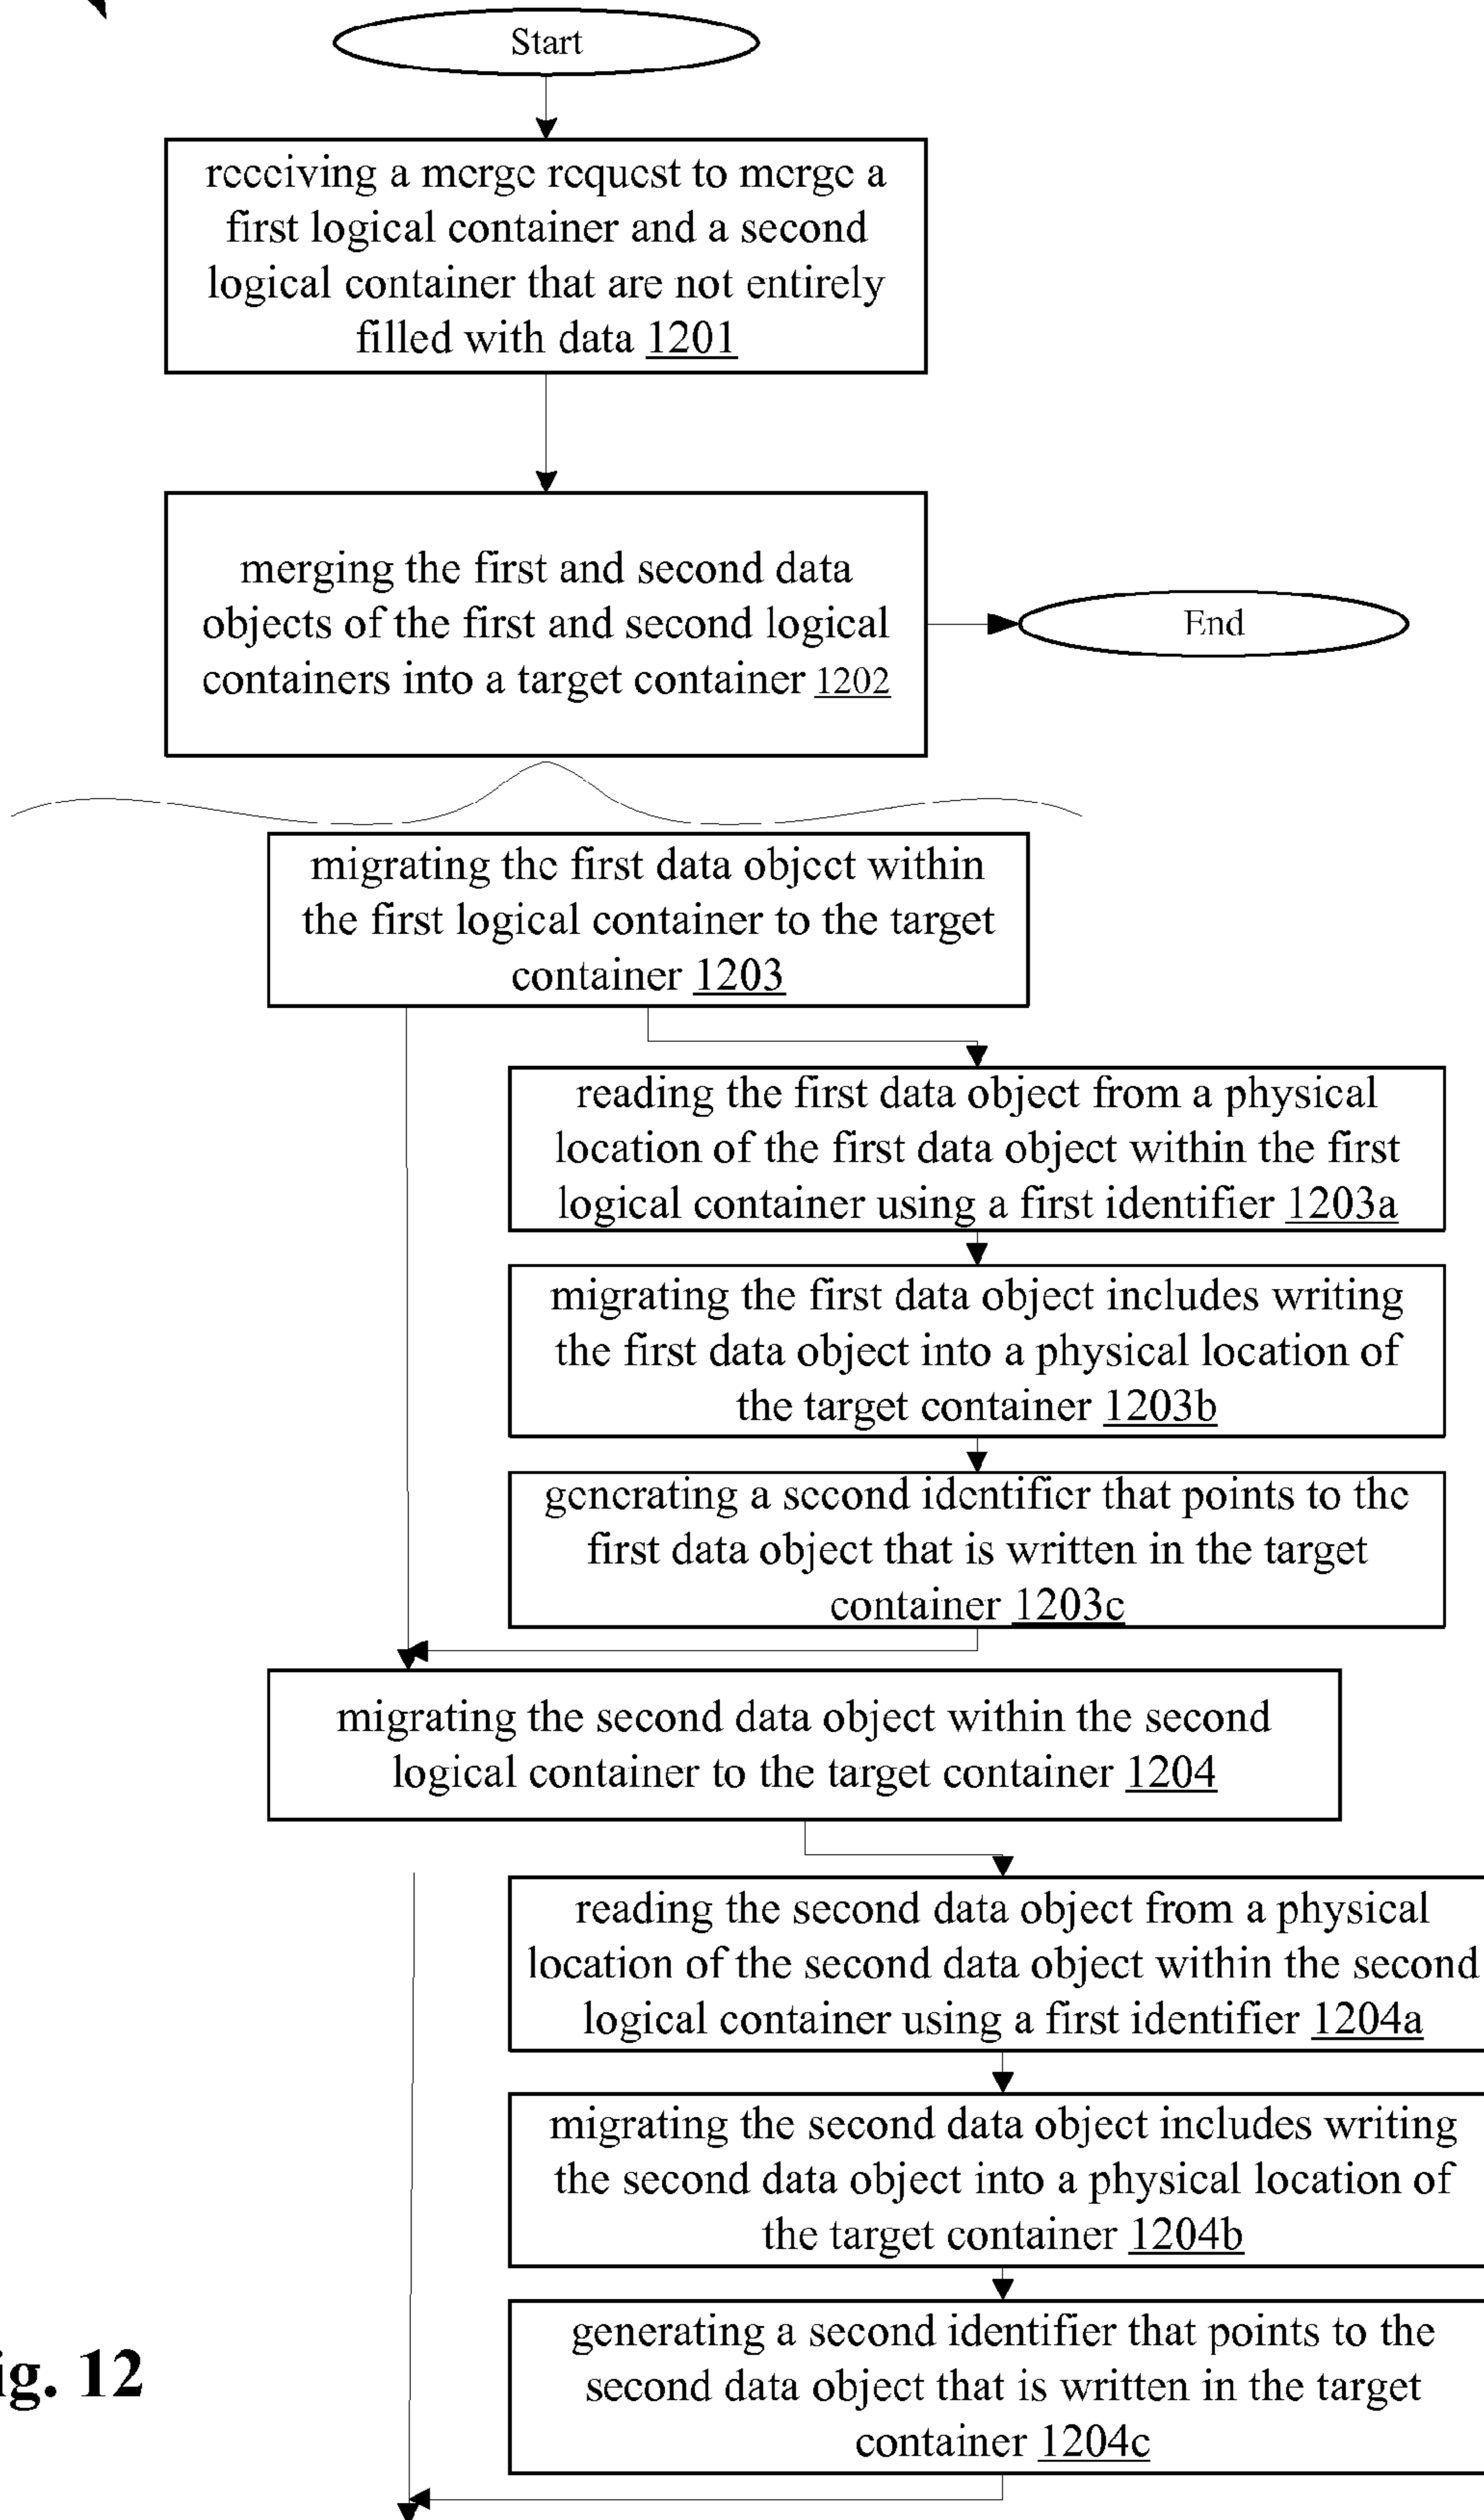 Start
receiving a merge request to merge a
first logical container and a second
logical container that are not entirely
filled with data 1201
merging the first and second data
objects of the first and second logical
containers into a target container 1202
End
migrating the first data object within
the first logical container to the target
container 1203
reading the first data object from a physical
location of the first data object within the first
logical container using a first identifier 1203a
migrating the first data object includes writing
the first data object into a physical location of
the target container 1203b
generating a second identifier that points to the
first data object that is written in the target
container 1203c
migrating the second data object within the second
logical container to the target container 1204
reading the second data object from a physical
location of the second data object within the second
logical container using a first identifier 1204a
migrating the second data object includes writing
the second data object into a physical location of
the target container 1204b
generating a second identifier that points to the
second data object that is written in the target
container 1204c
ig. 12